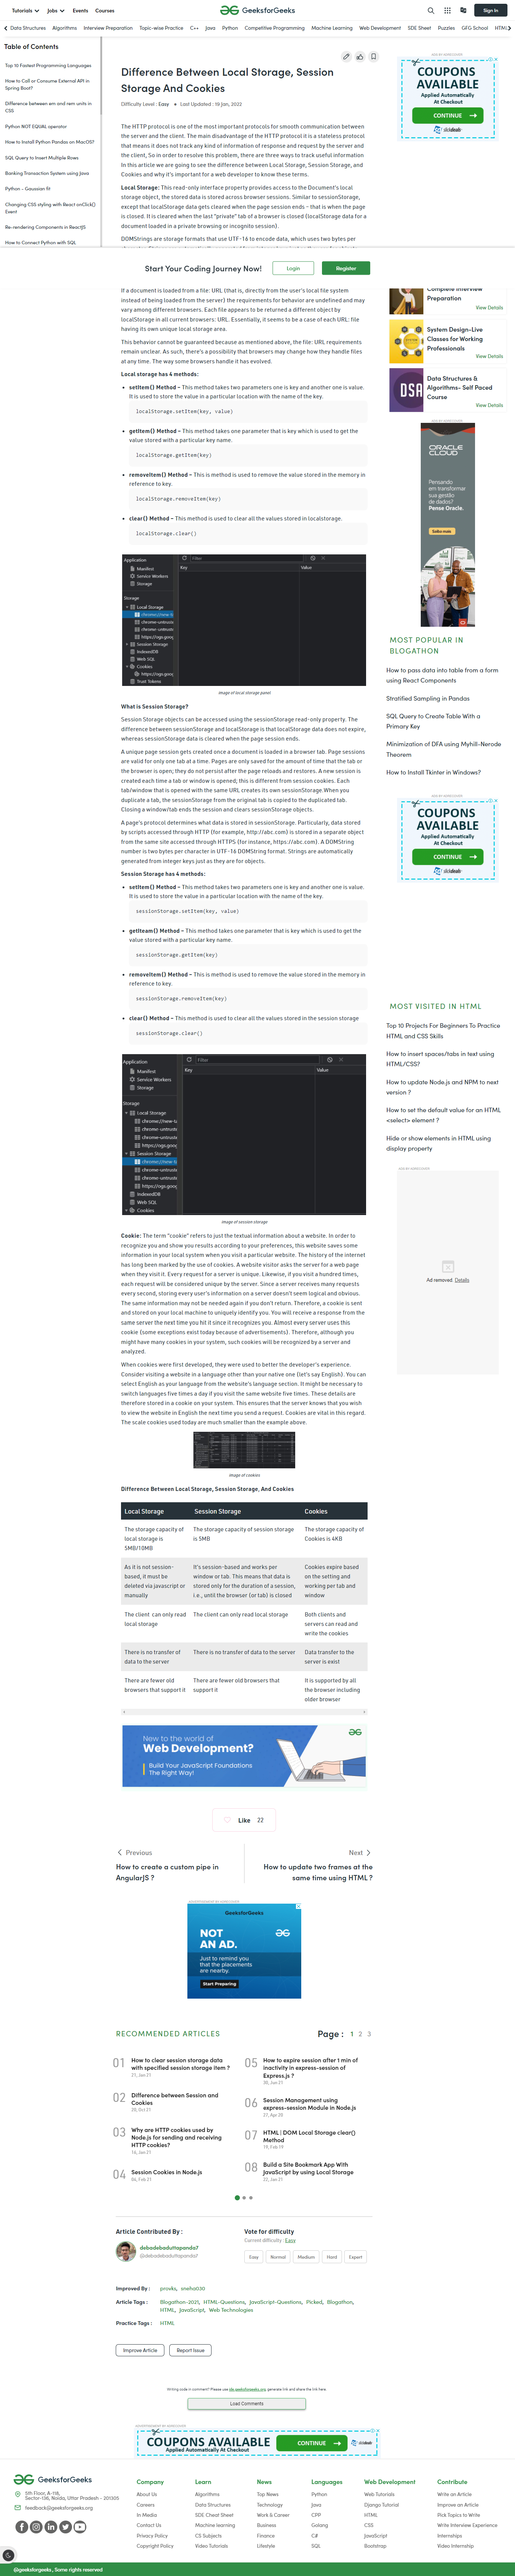 Tutorials Jobs Events Courses
GeeksforGeeks
Sign In
Data Structures Algorithms Interview Preparation Topic-wise Practice C++ Java Python Competitive Programming Machine Learning Web Development SDE Sheet Puzzles GFG School HTML
Table of Contents
Top 10 Fastest Programming Languages
How to Call or Consume External API in
Spring Boot?
Difference between em and rem units in
CSS
Python NOT EQUAL operator
How to Install Python Pandas on MacOS?
SQL Query to Insert Multiple Rows
Banking Transaction System using Java
Python - Gaussian fit
Changing CSS styling with React onClick()
Event
Re-rendering Components in ReactJS
How to Connect Python with SQL
Difference Between Local Storage, Session
Storage And Cookies
Difficulty Level : Easy • Last Updated : 19 Jan, 2022
The HTTP protocol is one of the most important protocols for smooth communication between
the server and the client. The main disadvantage of the HTTP protocol is it is a stateless protocol
that means it does not track any kind of information or request by the server and the server or
the client, So in order to resolve this problem, there are three ways to track useful information
In this article we are going to see the difference between Local Storage, Session Storage, and
Cookies and why it's important for a web developer to know these terms.
Local Storage: This read-only interface property provides access to the Document's local
storage object, the stored data is stored across browser sessions. Similar to sessionStorage,
except that localStorage data gets cleared when the page session ends – that is when the page
is closed. It is cleared when the last "private" tab of a browser is closed (localStorage data for a
document loaded in a private browsing or incognito session).
DOMStrings are storage formats that use UTF-16 to encode data, which uses two bytes per
Start Your Coding Journey Now!
Login
Register
If a document is loaded from a file: URL (that is, directly from the user's local file system
instead of being loaded from the server) the requirements for behavior are undefined and may
vary among different browsers. Each file appears to be returned a different object by
localStorage in all current browsers: URL. Essentially, it seems to be a case of each URL: file
having its own unique local storage area.
This behavior cannot be guaranteed because as mentioned above, the file: URL requirements
remain unclear. As such, there's a possibility that browsers may change how they handle files
at any time. The way some browsers handle it has evolved.
Local storage has 4 methods:
setItem() Method – This method takes two parameters one is key and another one is value.
It is used to store the value in a particular location with the name of the key.
localStorage.setItem(key, value)
getItem() Method – This method takes one parameter that is key which is used to get the
value stored with a particular key name.
localStorage.getItem(key)
removeItem() Method – This is method is used to remove the value stored in the memory in
reference to key.
localStorage.removeItem(key)
clear() Method – This method is used to clear all the values stored in localstorage.
localStorage.clear()
Application
Filter
Manifest
Key Value
Service Workers
Storage
Storage
Local Storage
Session Storage
IndexedDB
Web SQL
Cookies
Trust Tokens
Image of local storage panel
What is Session Storage?
Session Storage objects can be accessed using the sessionStorage read-only property. The
difference between sessionStorage and localStorage is that localStorage data does not expire,
whereas sessionStorage data is cleared when the page session ends.
A unique page session gets created once a document is loaded in a browser tab. Page sessions
are valid for only one tab at a time. Pages are only saved for the amount of time that the tab or
the browser is open; they do not persist after the page reloads and restores. A new session is
created each time a tab or window is opened; this is different from session cookies. Each
tab/window that is opened with the same URL creates its own sessionStorage.When you
duplicate a tab, the sessionStorage from the original tab is copied to the duplicated tab.
Closing a window ends the session and clears sessionStorage objects.
A page's protocol determines what data is stored in sessionStorage. Particularly, data stored
by scripts accessed through HTTP (for example, http://abc.com) is stored in a separate object
from the same site accessed through HTTPS (for instance, https://abc.com). A DOMString
number is two bytes per character in UTF-16 DOMString format. Strings are automatically
generated from integer keys just as they are for objects.
Session Storage has 4 methods:
setItem() Method – This method takes two parameters one is key and another one is value.
It is used to store the value in a particular location with the name of the key.
sessionStorage.setItem(key, value)
getIteam() Method – This method takes one parameter that is key which is used to get the
value stored with a particular key name.
sessionStorage.getItem(key)
removeItem() Method – This is method is used to remove the value stored in the memory in
reference of key.
sessionStorage.removeItem(key)
clear() Method – This method is used to clear all the values stored in the session storage
sessionStorage.clear()
Application
Filter
Manifest
Key Value
Service Workers
Storage
Storage
Local Storage
Session Storage
IndexedDB
Web SQL
Cookies
Image of session storage
Cookie: The term "cookie" refers to just the textual information about a website. In order to
recognize you and show you results according to your preferences, this website saves some
information in your local system when you visit a particular website. The history of the internet
has long been marked by the use of cookies. A website visitor asks the server for a web page
when they visit it. Every request for a server is unique. Likewise, if you visit a hundred times,
each request will be considered unique by the server. Since a server receives many requests
every second, storing every user's information on a server doesn't seem logical and obvious.
The same information may not be needed again if you don't return. Therefore, a cookie is sent
and stored on your local machine to uniquely identify you. You will receive a response from the
same server the next time you hit it since it recognizes you. Almost every server uses this
cookie (some exceptions exist today because of advertisements). Therefore, although you
might have many cookies in your system, such cookies will be recognized by a server and
analyzed.
When cookies were first developed, they were used to better the developer's experience.
Consider visiting a website in a language other than your native one (let's say English). You can
select English as your language from the website's language section. It might be necessary to
switch languages five times a day if you visit the same website five times. These details are
therefore stored in a cookie on your system. This ensures that the server knows that you wish
to view the website in English the next time you send a request. Cookies are vital in this regard.
The scale cookies used today are much smaller than the example above.
Image of cookies
Difference Between Local Storage, Session Storage, And Cookies
Local Storage Session Storage Cookies
The storage capacity of
local storage is
5MB/10MB
The storage capacity of session storage
is 5MB
The storage capacity of
Cookies is 4KB
As it is not session-
based, it must be
deleted via javascript or
manually
It's session-based and works per
window or tab. This means that data is
stored only for the duration of a session,
i.e., until the browser (or tab) is closed
Cookies expire based
on the setting and
working per tab and
window
The client can only read
local storage
The client can only read local storage
Both clients and
servers can read and
write the cookies
There is no transfer of
data to the server
There is no transfer of data to the server
Data transfer to the
server is exist
There are fewer old
browsers that support it
There are fewer old browsers that
support it
It is supported by all
the browser including
older browser
New to the world of
Web Development?
Build Your JavaScript Foundations
The Right Way!
Like 22
Previous
How to create a custom pipe in
AngularJS ?
Next
How to update two frames at the
same time using HTML ?
GeeksforGeeks
NOT
AN AD.
Just to remind you
are nearby.
Start Preparing
RECOMMENDED ARTICLES
Page : 1 2 3
01 How to clear session storage data
with specified session storage item ?
21, Jan 21
02 Difference between Session and
Cookies
20, Oct 21
03 Why are HTTP cookies used by
Node.js for sending and receiving
HTTP cookies?
16, Jan 21
04 Session Cookies in Node.js
06, Feb 21
05 How to expire session after 1 min of
inactivity in express-session of
Express.js ?
30, Jun 21
06 Session Management using
express-session Module in Node.js
27, Apr 20
07 HTML | DOM Local Storage clear()
Method
19, Feb 19
08 Build a Site Bookmark App With
JavaScript by using Local Storage
22, Jan 21
Article Contributed By :
debadebaduttapanda7
@debadebaduttapanda7
Vote for difficulty
Current difficulty : Easy
Easy Normal Medium Hard Expert
Improved By : provks, sneha030
Article Tags : Blogathon-2021, HTML-Questions, JavaScript-Questions, Picked, Blogathon,
HTML, JavaScript, Web Technologies
Practice Tags : HTML
Improve Article
Report Issue
Writing code in comment? Please use ide.geeksforgeeks.org, generate link and share the link here.
Load Comments
COUPONS
AVAILABLE
Automatically Applied
At Checkout
CONTINUE
Complete Interview
Preparation
View Details
System Design-Live
Classes for Working
Professionals
View Details
DSA
Data Structures &
Algorithms- Self Paced
Course
View Details
ORACLE
CLOUD
Pensando em
transformar
sua gestão
de dados?
Pense Oracle.
Saiba mais
MOST POPULAR IN
BLOGATHON
How to pass data into table from a form
using React Components
Stratified Sampling in Pandas
SQL Query to Create Table With a
Primary Key
Minimization of DFA using Myhill-Nerode
Theorem
How to Install Tkinter in Windows?
COUPONS
AVAILABLE
Applied Automatically
At Checkout
CONTINUE
MOST VISITED IN HTML
Top 10 Projects For Beginners To Practice
HTML and CSS Skills
How to insert spaces/tabs in text using
HTML/CSS?
How to update Node.js and NPM to next
version ?
How to set the default value for an HTML
<select> element ?
Hide or show elements in HTML using
display property
Ad removed. Details
COUPONS AVAILABLE
Applied Automatically At Checkout
CONTINUE
GeeksforGeeks
5th Floor, A-118,
Sector-136, Noida, Uttar Pradesh - 201305
feedback@geeksforgeeks.org
Company
About Us
Careers
In Media
Contact Us
Privacy Policy
Copyright Policy
Learn
Algorithms
Data Structures
SDE Cheat Sheet
Machine learning
CS Subjects
Video Tutorials
News
Top News
Technology
Work & Career
Business
Finance
Lifestyle
Languages
Python
Java
CPP
Golang
C#
SQL
Web Development
Web Tutorials
Django Tutorial
HTML
CSS
JavaScript
Bootstrap
Contribute
Write an Article
Improve an Article
Pick Topics to Write
Write Interview Experience
Internships
Video Internship
@geeksforgeeks, Some rights reserved